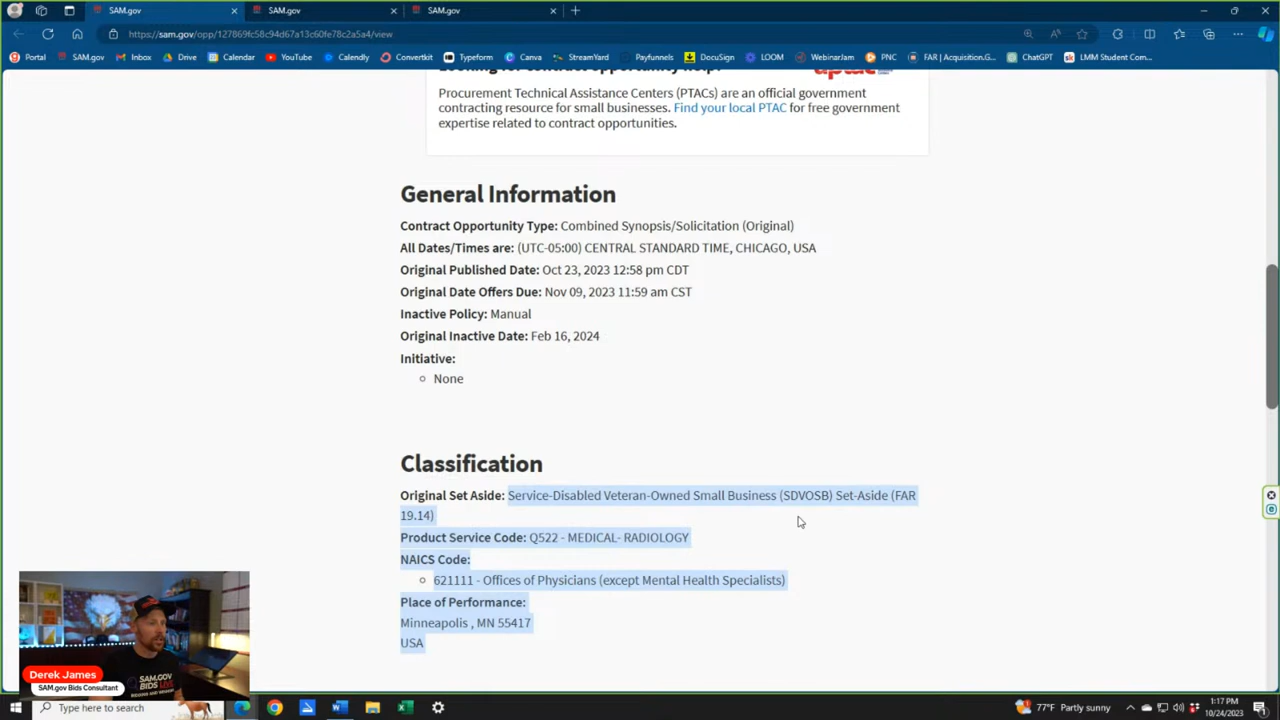 SAM.gov
SAM.gov
SAM.gov
https://sam.gov/opp/127869fc58c94d67a13c60fe78c2a5a4/view
Portal SAM.gov Inbox Drive Calendar YouTube Calendly Convertkit Typeform Canva StreamYard Payfunnels DocuSign LOOM WebinarJam PNC FAR | Acquisition.G... ChatGPT LMM Student Com...
Looking for contract opportunity help?
Procurement Technical Assistance Centers (PTACs) are an official government
contracting resource for small businesses. Find your local PTAC for free government
expertise related to contract opportunities.
General Information
Contract Opportunity Type: Combined Synopsis/Solicitation (Original)
All Dates/Times are: (UTC-05:00) CENTRAL STANDARD TIME, CHICAGO, USA
Original Published Date: Oct 23, 2023 12:58 pm CDT
Original Date Offers Due: Nov 09, 2023 11:59 am CST
Inactive Policy: Manual
Original Inactive Date: Feb 16, 2024
Initiative:
None
Classification
Original Set Aside: Service-Disabled Veteran-Owned Small Business (SDVOSB) Set-Aside (FAR
19.14)
Product Service Code: Q522 - MEDICAL- RADIOLOGY
NAICS Code:
621111 - Offices of Physicians (except Mental Health Specialists)
Place of Performance:
Minneapolis , MN 55417
USA
Derek James
SAM.gov Bids Consultant
SAM.GOV
BIDS LIVE
Type here to search
77°F Partly sunny
1:17 PM
10/24/2023